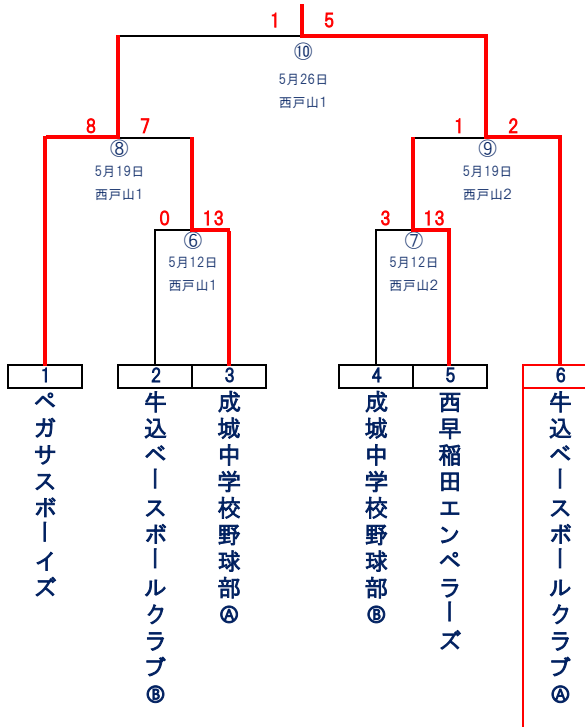 1 5
⑩
5月26日
西戸山1
8 7
⑧
5月19日
西戸山1
1 2
⑨
5月19日
西戸山2
0 13
⑥
5月12日
西戸山1
3 13
⑦
5月12日
西戸山2
1
2
3
4
5
6
ペガサスボーイズ
牛込ベースボールクラブⒷ
成城中学校野球部Ⓐ
成城中学校野球部Ⓑ
西早稲田エンペラーズ
牛込ベースボールクラブⒶ